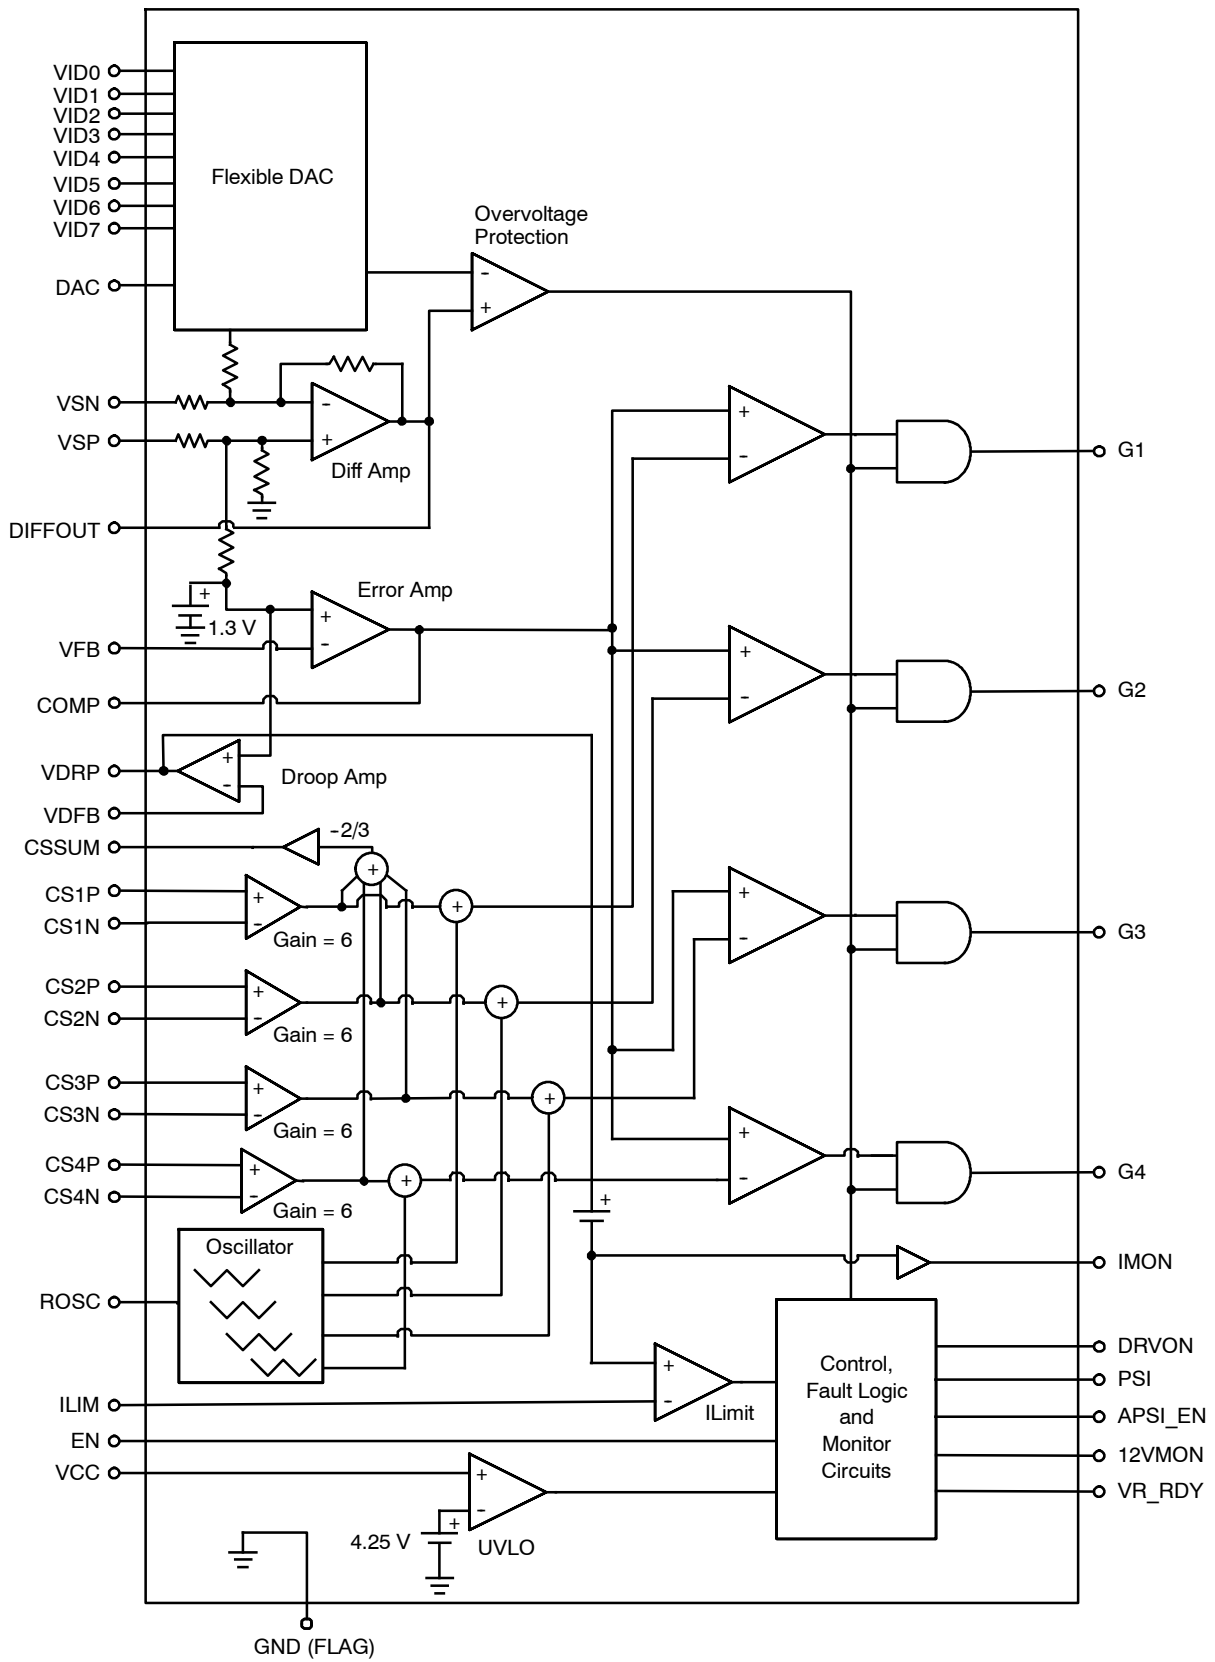 VID0
VID1
VID2
VID3
VID4
VID5
VID6
VID7
DAC
Flexible DAC
Overvoltage
Protection
-
+
VSN
VSP
-
+
Diff Amp
DIFFOUT
+
1.3 V
Error Amp
+
-
VFB
COMP
VDRP
VDFB
+
-
Droop Amp
CSSUM
-2/3
+
CS1P
CS1N
+
-
Gain = 6
+
CS2P
CS2N
+
-
Gain = 6
+
CS3P
CS3N
+
-
Gain = 6
+
CS4P
CS4N
+
-
Gain = 6
+
+
-
G1
+
-
G2
+
-
G3
+
-
G4
Oscillator
ROSC
+
IMON
ILIM
+
-
ILimit
EN
VCC
+
-
+
4.25 V
UVLO
Control,
Fault Logic
and
Monitor
Circuits
DRVON
PSI
APSI_EN
12VMON
VR_RDY
GND (FLAG)